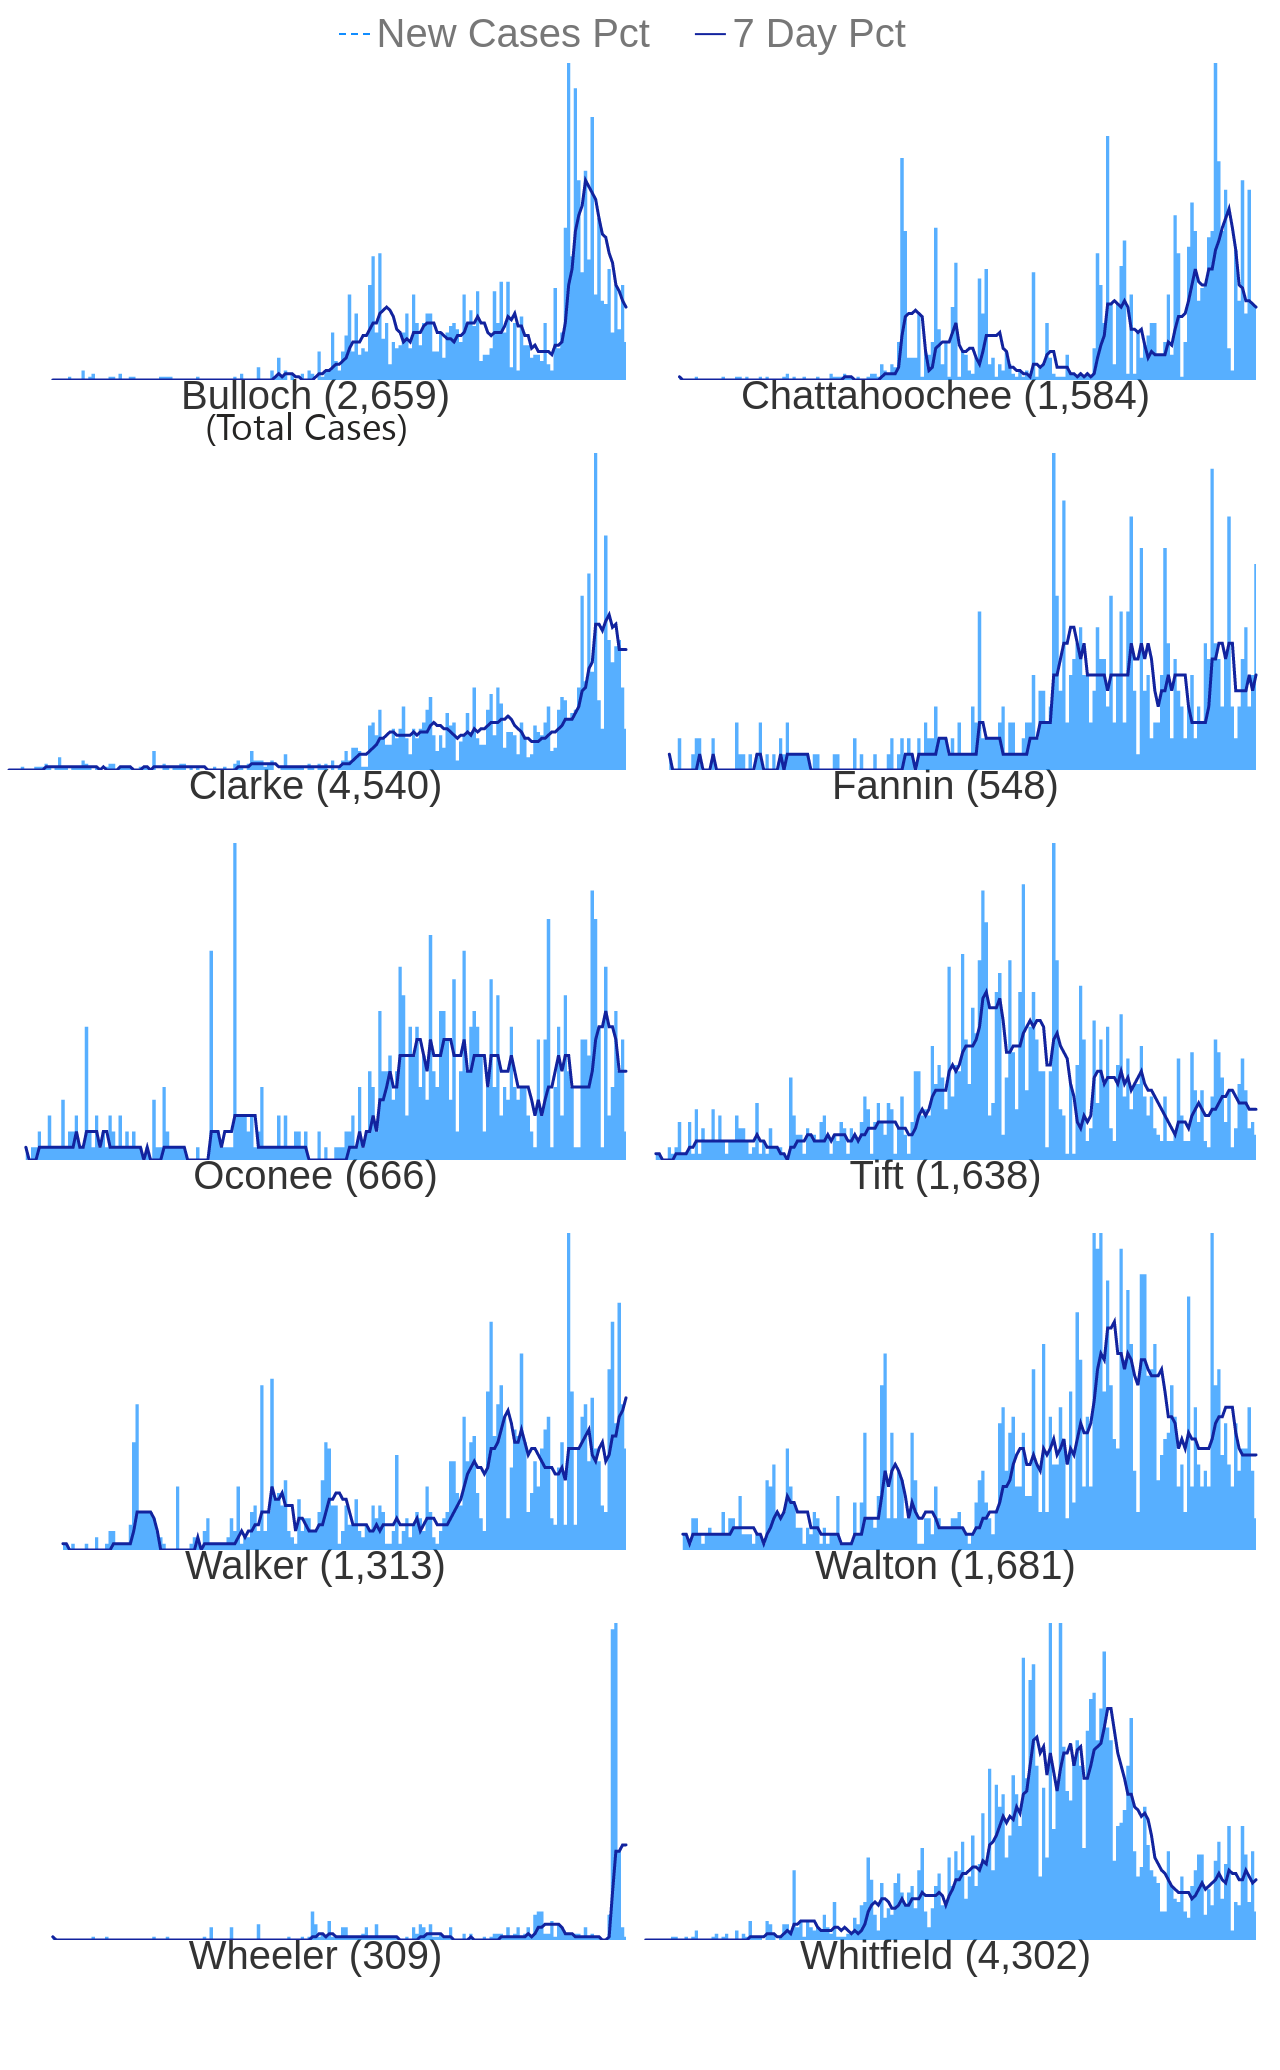 New Cases Pct 7 Day Pct
Bulloch (2,659) Chattahoochee (1,584)
(Total Cases)
Clarke (4,540) Fannin (548)
Oconee (666) Tift (1,638)
Walker (1,313) Walton (1,681)
Wheeler (309) Whitfield (4,302)